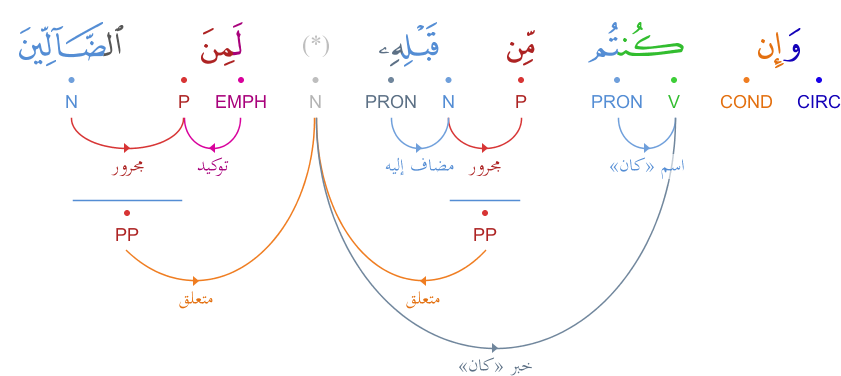 وَإِن كُنتُم مِّن قَبْلِهِۦ (*) لَمِنَ ٱلضَّآلِّينَ
CIRC COND V PRON P N PRON N EMPH P N
اسم «كان» مجرور مضاف إليه توكيد مجرور
PP PP
متعلق متعلق
خبر «كان»